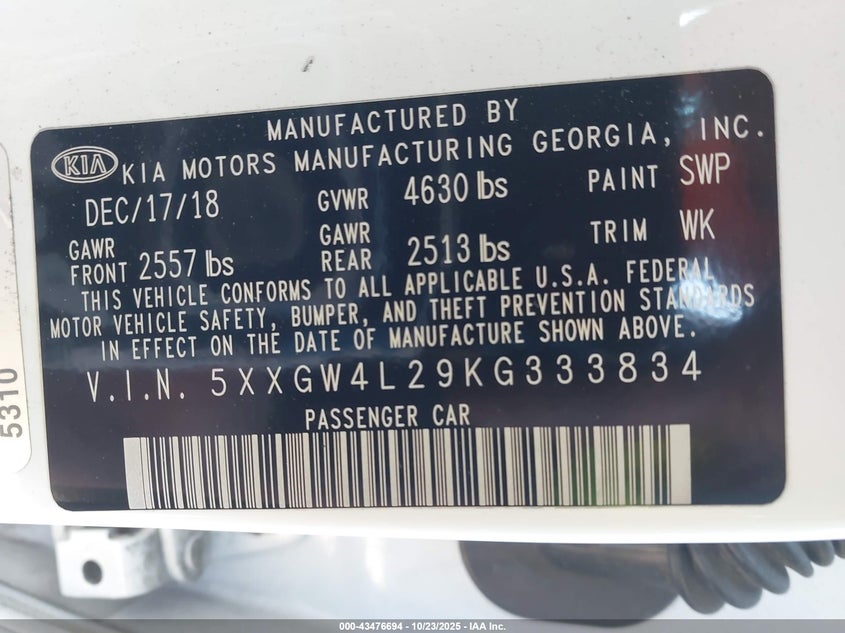 MANUFACTURED BY
KIA KIA MOTORS MANUFACTURING GEORGIA, INC.
DEC/17/18 GVWR 4630 lbs PAINT SWP
GAWR FRONT 2557 lbs GAWR REAR 2513 lbs TRIM WK
THIS VEHICLE CONFORMS TO ALL APPLICABLE U.S.A. FEDERAL
MOTOR VEHICLE SAFETY, BUMPER, AND THEFT PREVENTION STANDARDS
IN EFFECT ON THE DATE OF MANUFACTURE SHOWN ABOVE.
V.I.N. 5XXGW4L29KG333834
PASSENGER CAR
5310
000-43476694 | 10/23/2025 - IAA Inc.